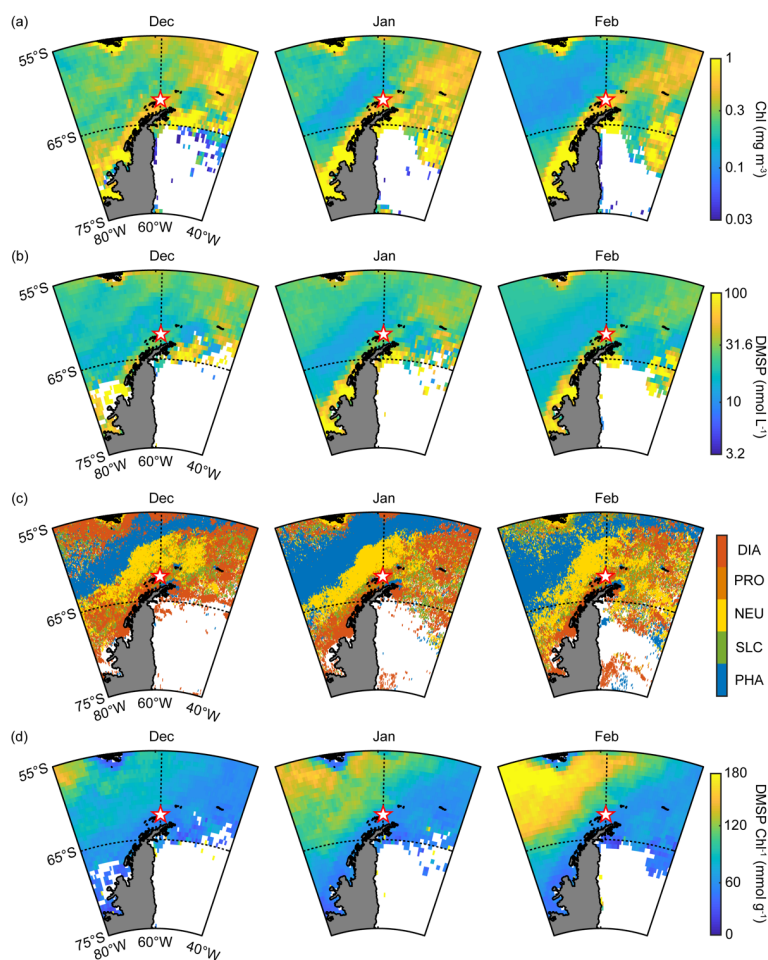 (a)
Dec
Jan
Feb
55°S
65°S
75°S
80°W
60°W
40°W
1
0.3
0.1
0.03
Chl (mg m-3)
(b)
Dec
Jan
Feb
55°S
65°S
75°S
80°W
60°W
40°W
100
31.6
10
3.2
DMSP (nmol L-1)
(c)
Dec
Jan
Feb
55°S
65°S
75°S
80°W
60°W
40°W
DIA
PRO
NEU
SLC
PHA
(d)
Dec
Jan
Feb
55°S
65°S
75°S
80°W
60°W
40°W
180
120
60
0
DMSP Chl-1 (mmol g-1)